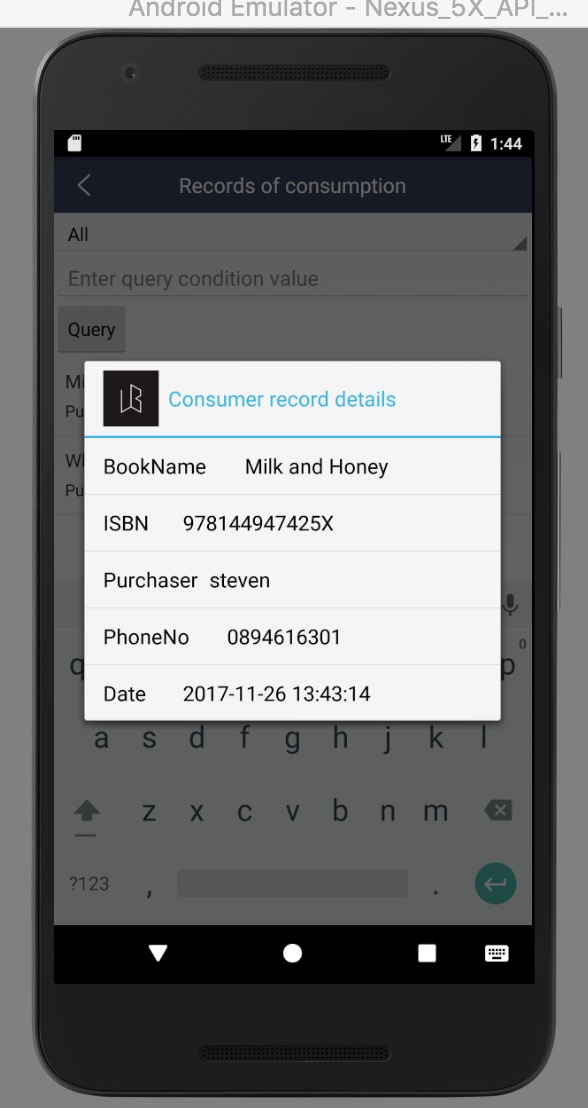 Android Emulator - Nexus_5X_API_...
LTE 1:44
Records of consumption
All
Enter query condition value
Query
Mi
Pu
Wh
Pu
Consumer record details
BookName Milk and Honey
ISBN 978144947425X
Purchaser steven
PhoneNo 0894616301
Date 2017-11-26 13:43:14
0
q p
a s d f g h j k l
z x c v b n m
?123 , .